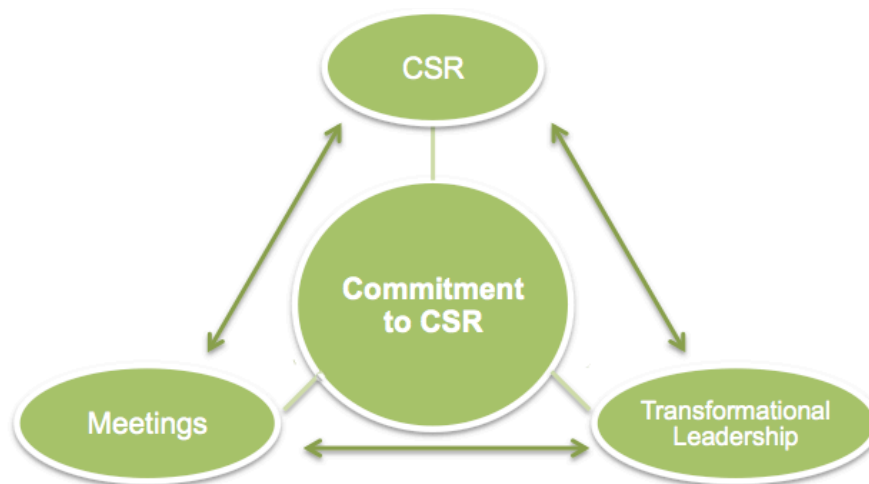 CSR
Commitment
to CSR
Meetings
Transformational
Leadership